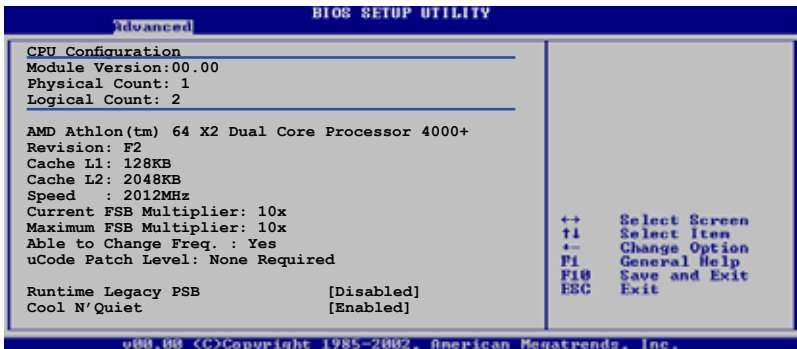 BIOS SETUP UTILITY
Advanced
CPU Configuration
Module Version:00.00
Physical Count: 1
Logical Count: 2
AMD Athlon(tm) 64 X2 Dual Core Processor 4000+
Revision: F2
Cache L1: 128KB
Cache L2: 2048KB
Speed : 2012MHz
Current FSB Multiplier: 10x
Maximum FSB Multiplier: 10x
Able to Change Freq. : Yes
uCode Patch Level: None Required
Runtime Legacy PSB [Disabled]
Cool N'Quiet [Enabled]
↔ Select Screen
↑↓ Select Item
+- Change Option
F1 General Help
F10 Save and Exit
ESC Exit
v00.00 (C)Copyright 1985-2002, American Megatrends, Inc.